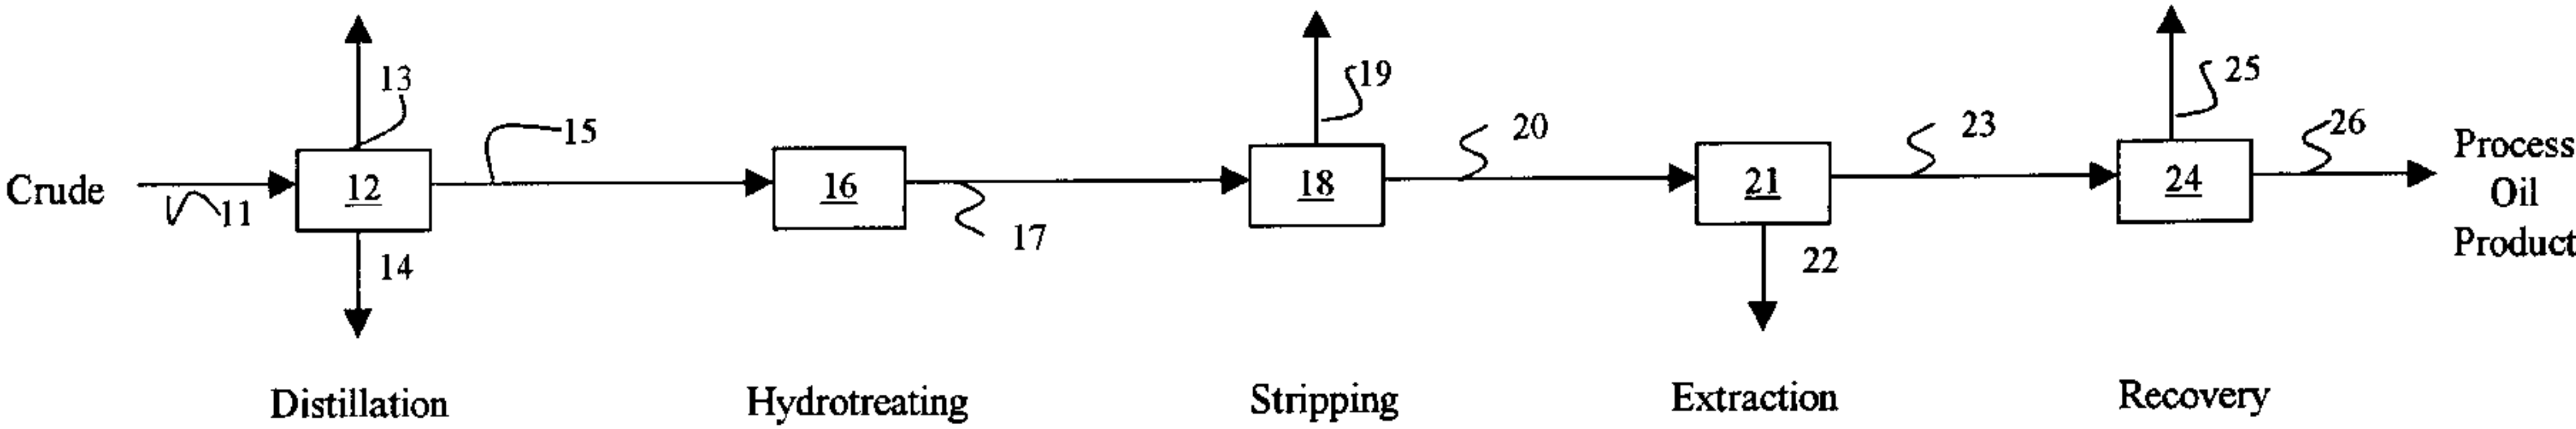 13
19
25
15
20
23
26
Process
Crude
11
12
16
18
21
24
Oil
17
Product
14
22
Distillation
Hydrotreating
Stripping
Extraction
Recovery